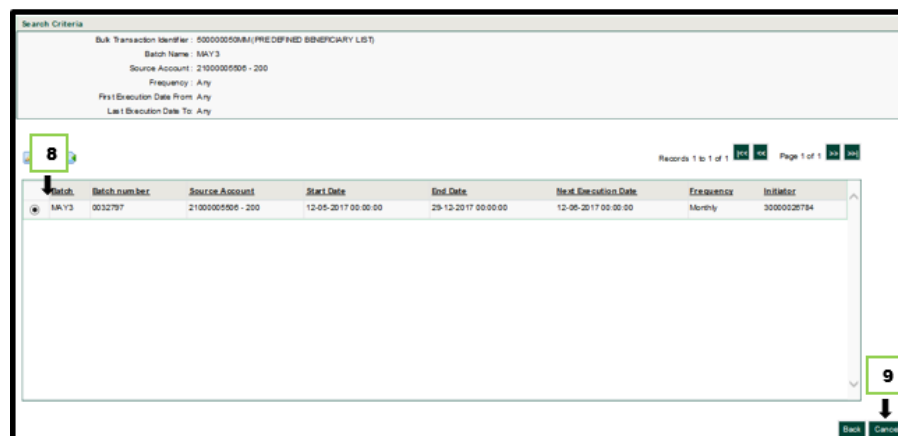 Search Criteria
Bulk Transaction Identifier : 500000050MM(PREDEFINED BENEFICIARY LIST)
Batch Name : MAY3
Source Account : 21000005506 - 200
Frequency : Any
First Execution Date From: Any
Last Execution Date To: Any
8
Records 1 to 1 of 1 |<< << Page 1 of 1 >> >>|
Batch Batch number Source Account Start Date End Date Next Execution Date Frequency Initiator
MAY3 0032797 21000005506 - 200 12-05-2017 00:00:00 29-12-2017 00:00:00 12-06-2017 00:00:00 Monthly 30000026784
9
Back Cancel